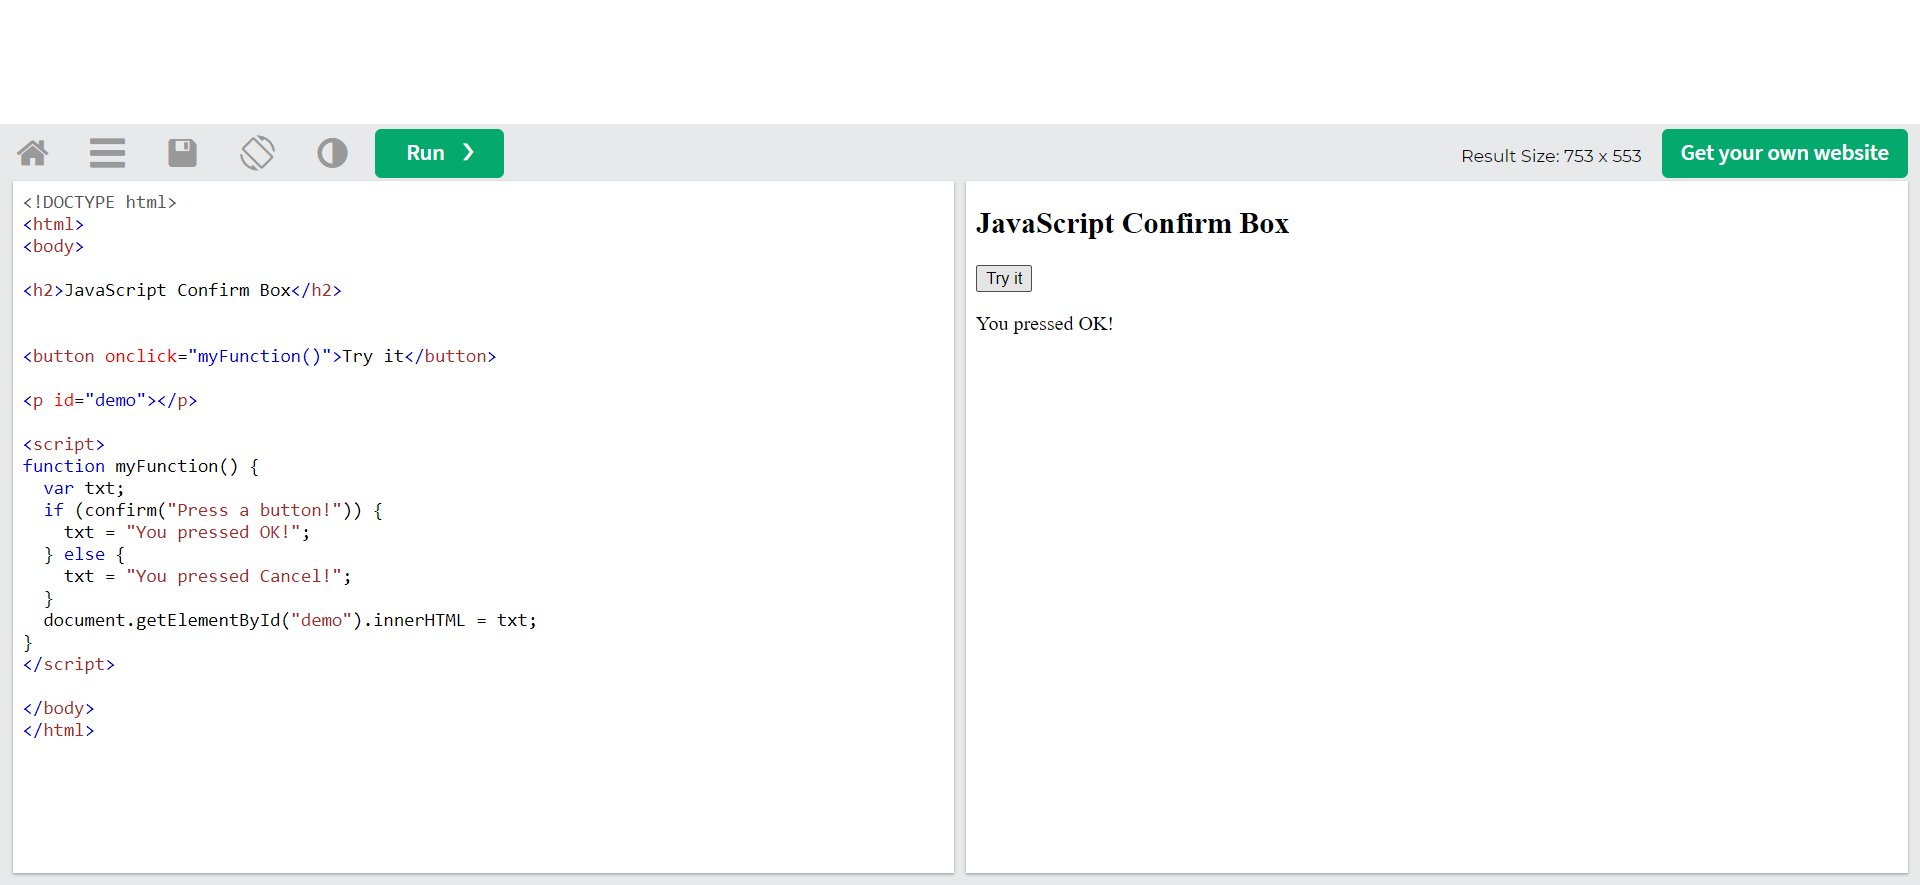 Run ❯
Result Size: 753 x 553
Get your own website
<!DOCTYPE html>
<html>
<body>
<h2>JavaScript Confirm Box</h2>
<button onclick="myFunction()">Try it</button>
<p id="demo"></p>
<script>
function myFunction() {
  var txt;
  if (confirm("Press a button!")) {
    txt = "You pressed OK!";
  } else {
    txt = "You pressed Cancel!";
  }
  document.getElementById("demo").innerHTML = txt;
}
</script>
</body>
</html>
JavaScript Confirm Box
Try it
You pressed OK!